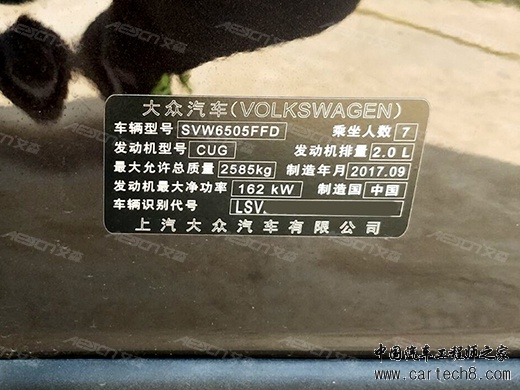 大众汽车(VOLKSWAGEN)
车辆型号 SVW6505FFD 乘坐人数 7
发动机型号 CUG 发动机排量 2.0 L
最大允许总质量 2585kg 制造年月 2017.09
发动机最大净功率 162 kW 制造国 中国
车辆识别代号 LSV.
上汽大众汽车有限公司
中国汽车工程师之家
www.cartech8.com